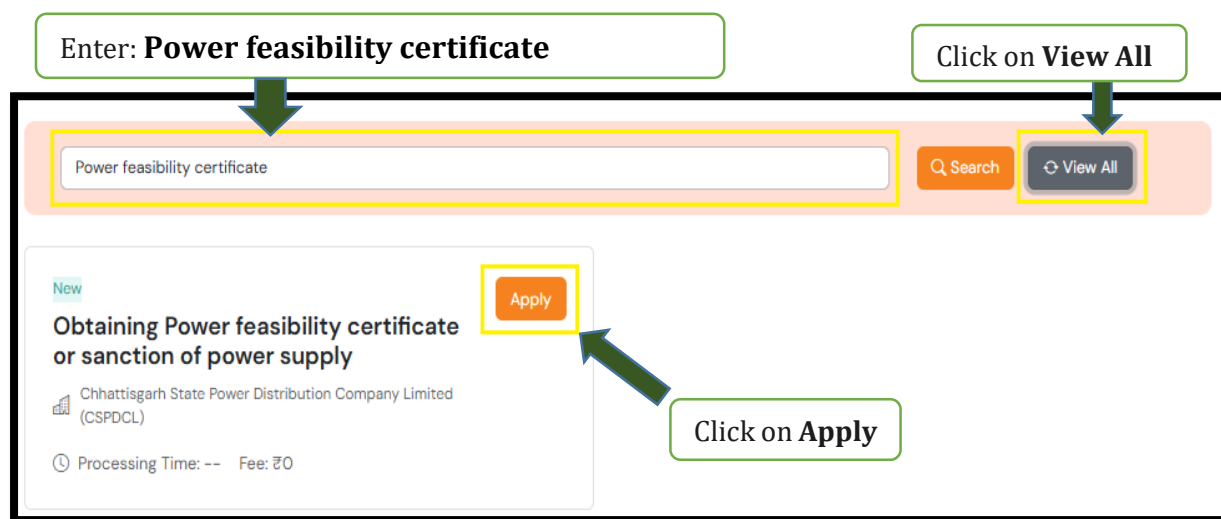 Enter: Power feasibility certificate
Click on View All
Power feasibility certificate
Search
View All
New
Apply
Obtaining Power feasibility certificate
or sanction of power supply
Chhattisgarh State Power Distribution Company Limited
(CSPDCL)
Click on Apply
Processing Time: -- Fee: ₹0